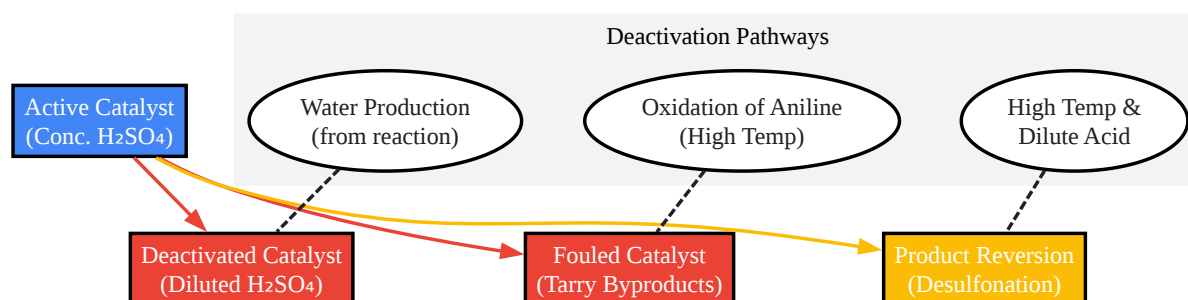 Deactivation Pathways
Active Catalyst
(Conc. H₂SO₄)
Water Production
(from reaction)
Oxidation of Aniline
(High Temp)
High Temp &
Dilute Acid
Deactivated Catalyst
(Diluted H₂SO₄)
Fouled Catalyst
(Tarry Byproducts)
Product Reversion
(Desulfonation)